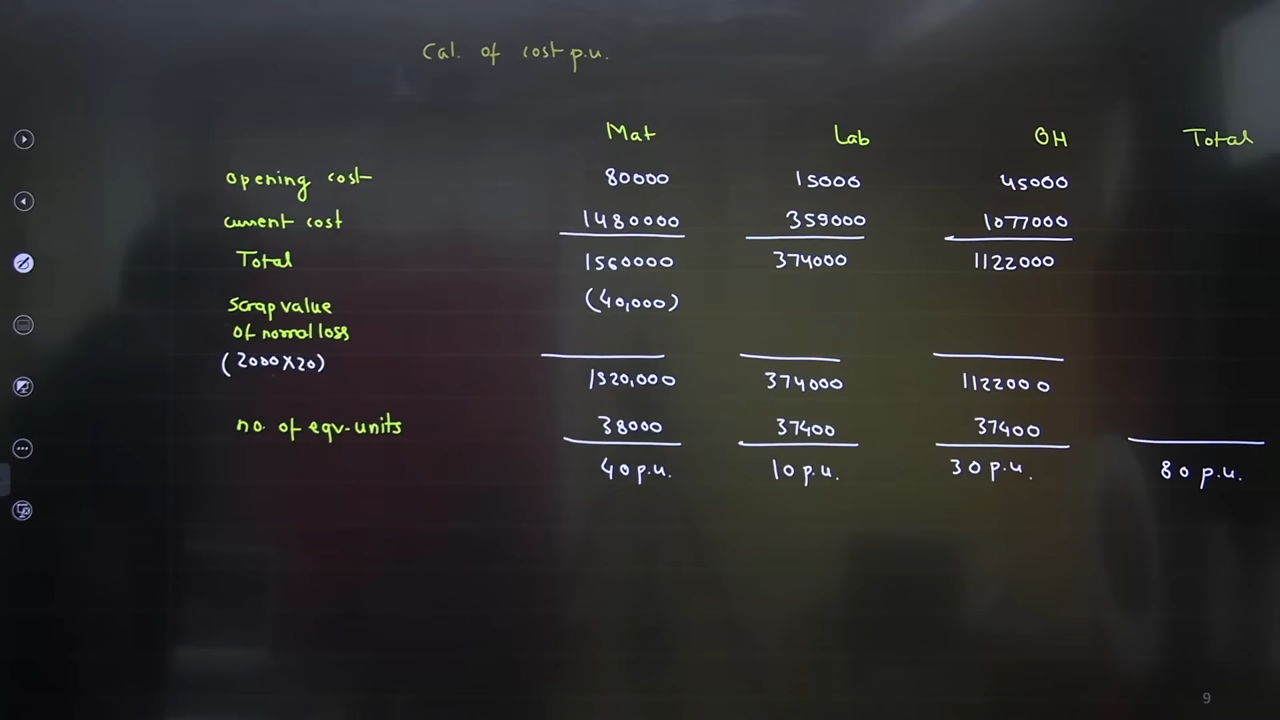 Cal. of cost p.u.
Mat Lab OH Total
opening cost 80000 15000 45000
current cost 1480000 359000 1077000
Total 1560000 374000 1122000
Scrap value (40,000)
of normal loss
(2000×20)
1520,000 374000 1122000
no. of eqv. units 38000 37400 37400
40 p.u. 10 p.u. 30 p.u. 80 p.u.
9